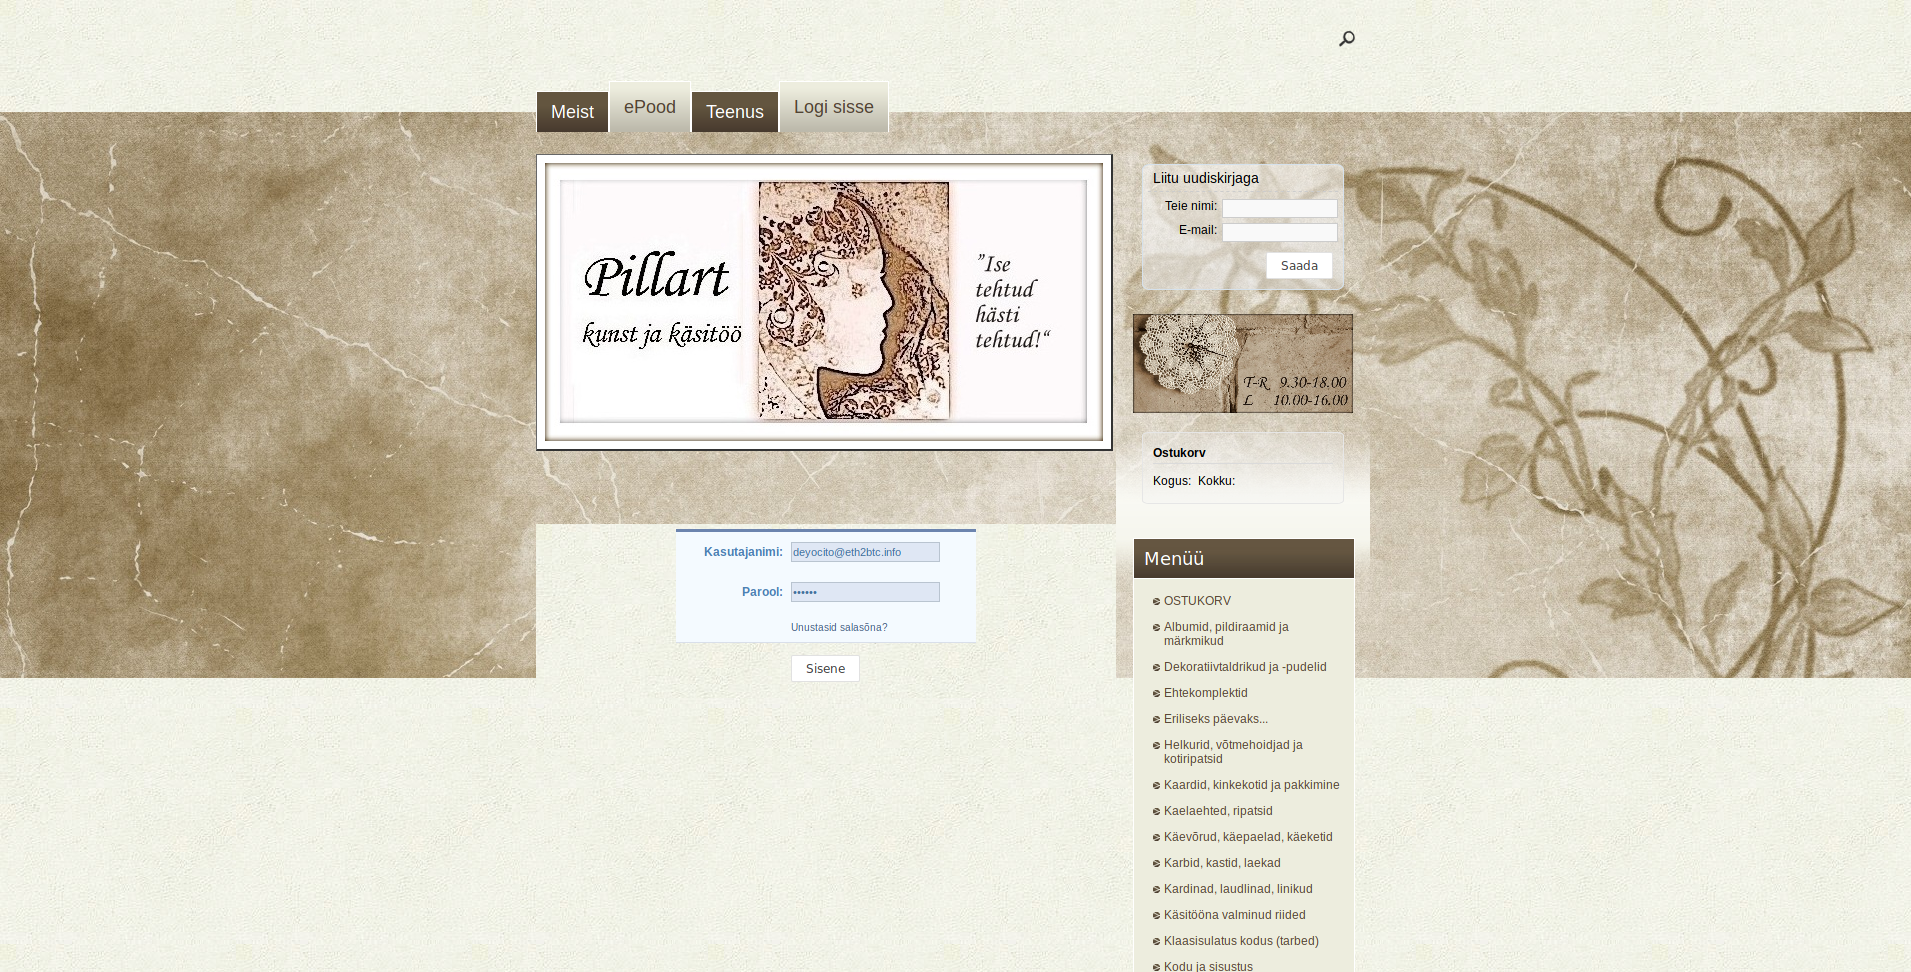 Meist
ePood
Teenus
Logi sisse
Pillart
kunst ja käsitöö
"Ise
tehtud
hästi
tehtud!"
Liitu uudiskirjaga
Teie nimi:
E-mail:
Saada
T-R 9.30-18.00
L 10.00-16.00
Ostukorv
Kogus: Kokku:
Kasutajanimi: deyocito@eth2btc.info
Parool: ••••••
Unustasid salasõna?
Sisene
Menüü
OSTUKORV
Albumid, pildiraamid ja
märkmikud
Dekoratiivtaldrikud ja -pudelid
Ehtekomplektid
Eriliseks päevaks...
Helkurid, võtmehoidjad ja
kotiripatsid
Kaardid, kinkekotid ja pakkimine
Kaelaehted, ripatsid
Käevõrud, käepaelad, käeketid
Karbid, kastid, laekad
Kardinad, laudlinad, linikud
Käsitööna valminud riided
Klaasisulatus kodus (tarbed)
Kodu ja sisustus